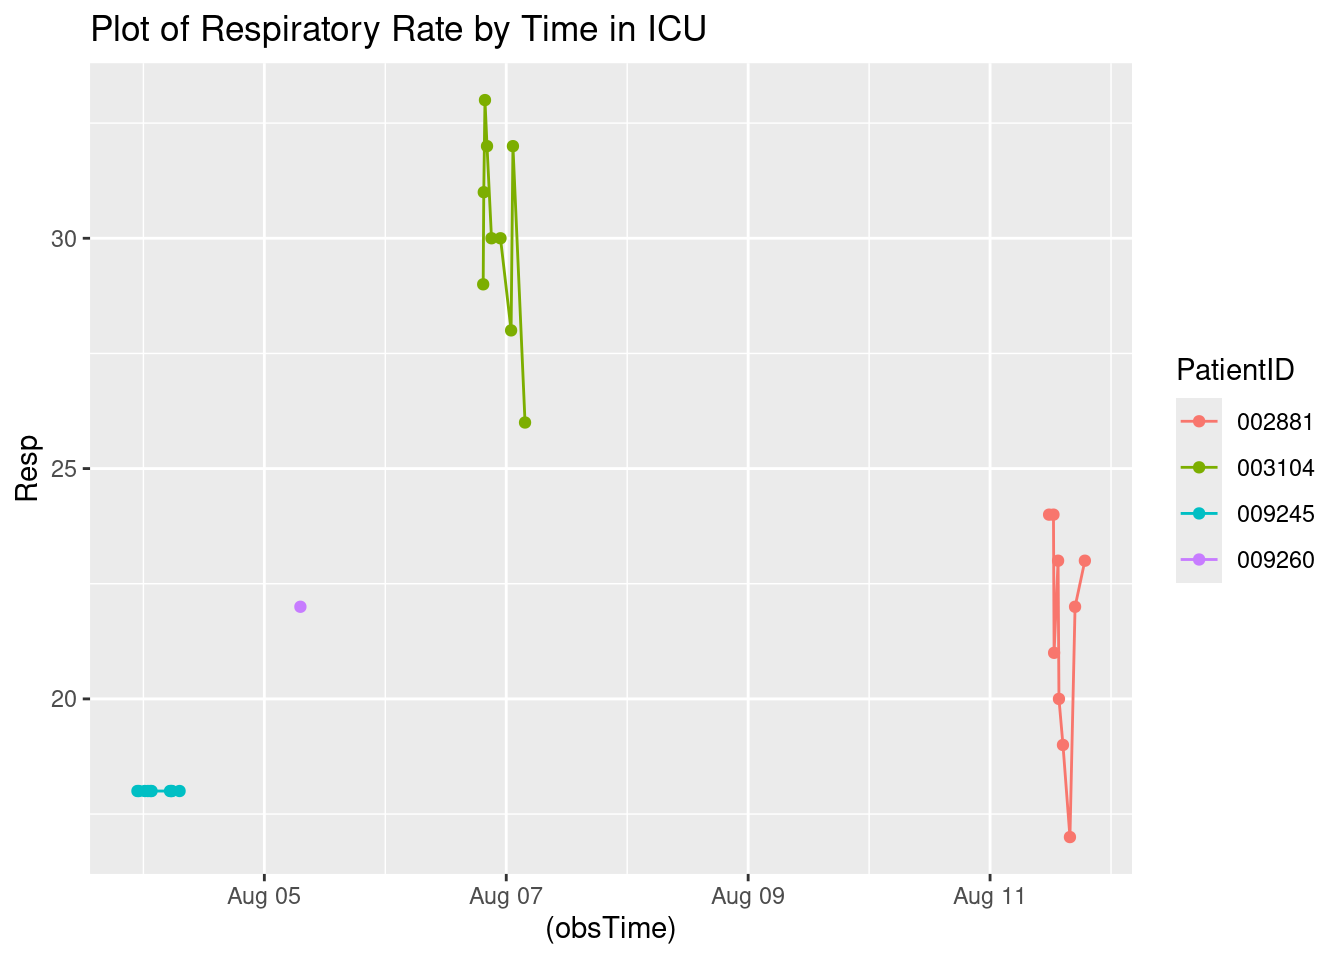 Plot of Respiratory Rate by Time in ICU
30
25
20
Resp
Aug 05
Aug 07
Aug 09
Aug 11
(obsTime)
PatientID
002881
003104
009245
009260